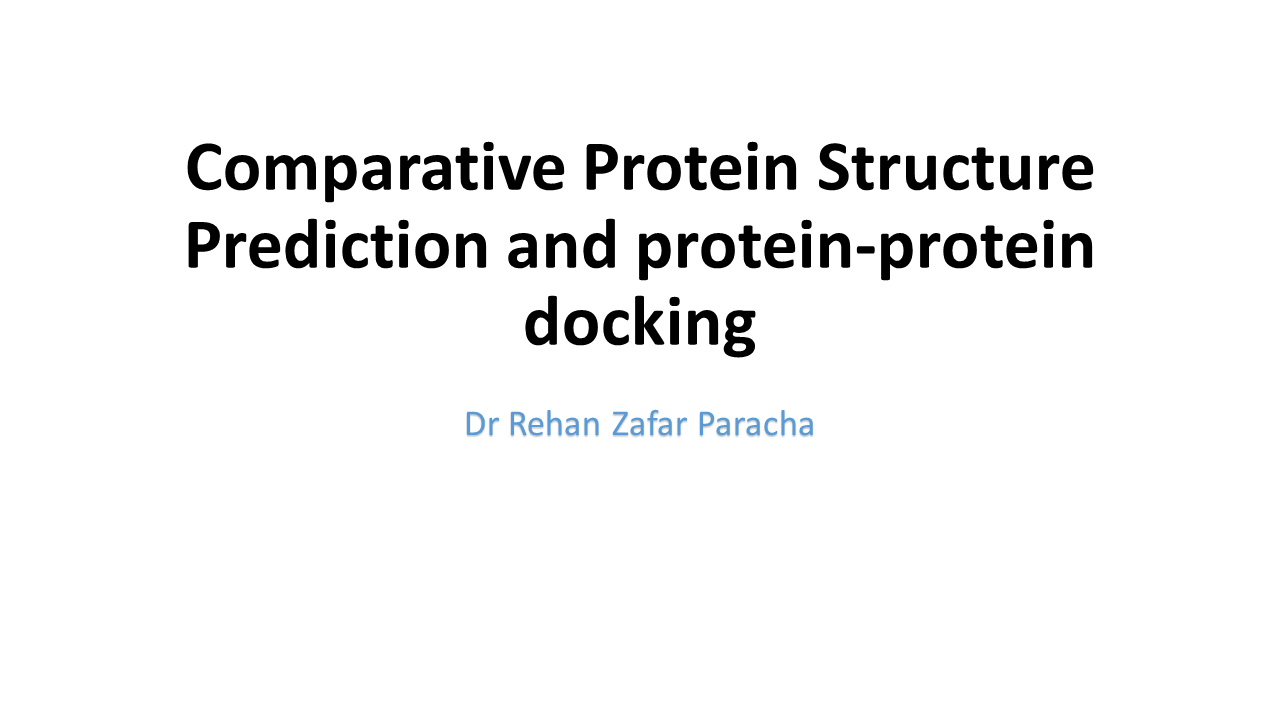 Comparative Protein Structure
Prediction and protein-protein
docking
Dr Rehan Zafar Paracha